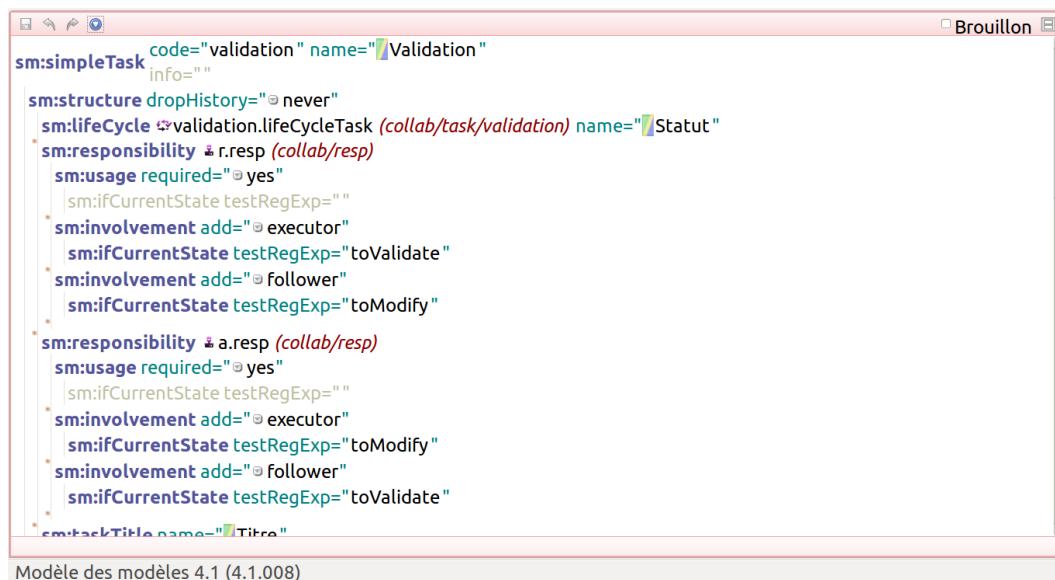 Brouillon
sm:simpleTask code="validation" name="Validation"
info=""
sm:structure dropHistory="never"
sm:lifeCycle validation.lifeCycleTask (collab/task/validation) name="Statut"
sm:responsibility r.resp (collab/resp)
sm:usage required="yes"
sm:ifCurrentState testRegExp=""
sm:involvement add="executor"
sm:ifCurrentState testRegExp="toValidate"
sm:involvement add="follower"
sm:ifCurrentState testRegExp="toModify"
sm:responsibility a.resp (collab/resp)
sm:usage required="yes"
sm:ifCurrentState testRegExp=""
sm:involvement add="executor"
sm:ifCurrentState testRegExp="toModify"
sm:involvement add="follower"
sm:ifCurrentState testRegExp="toValidate"
sm:taskTitle name="Titre"
Modèle des modèles 4.1 (4.1.008)